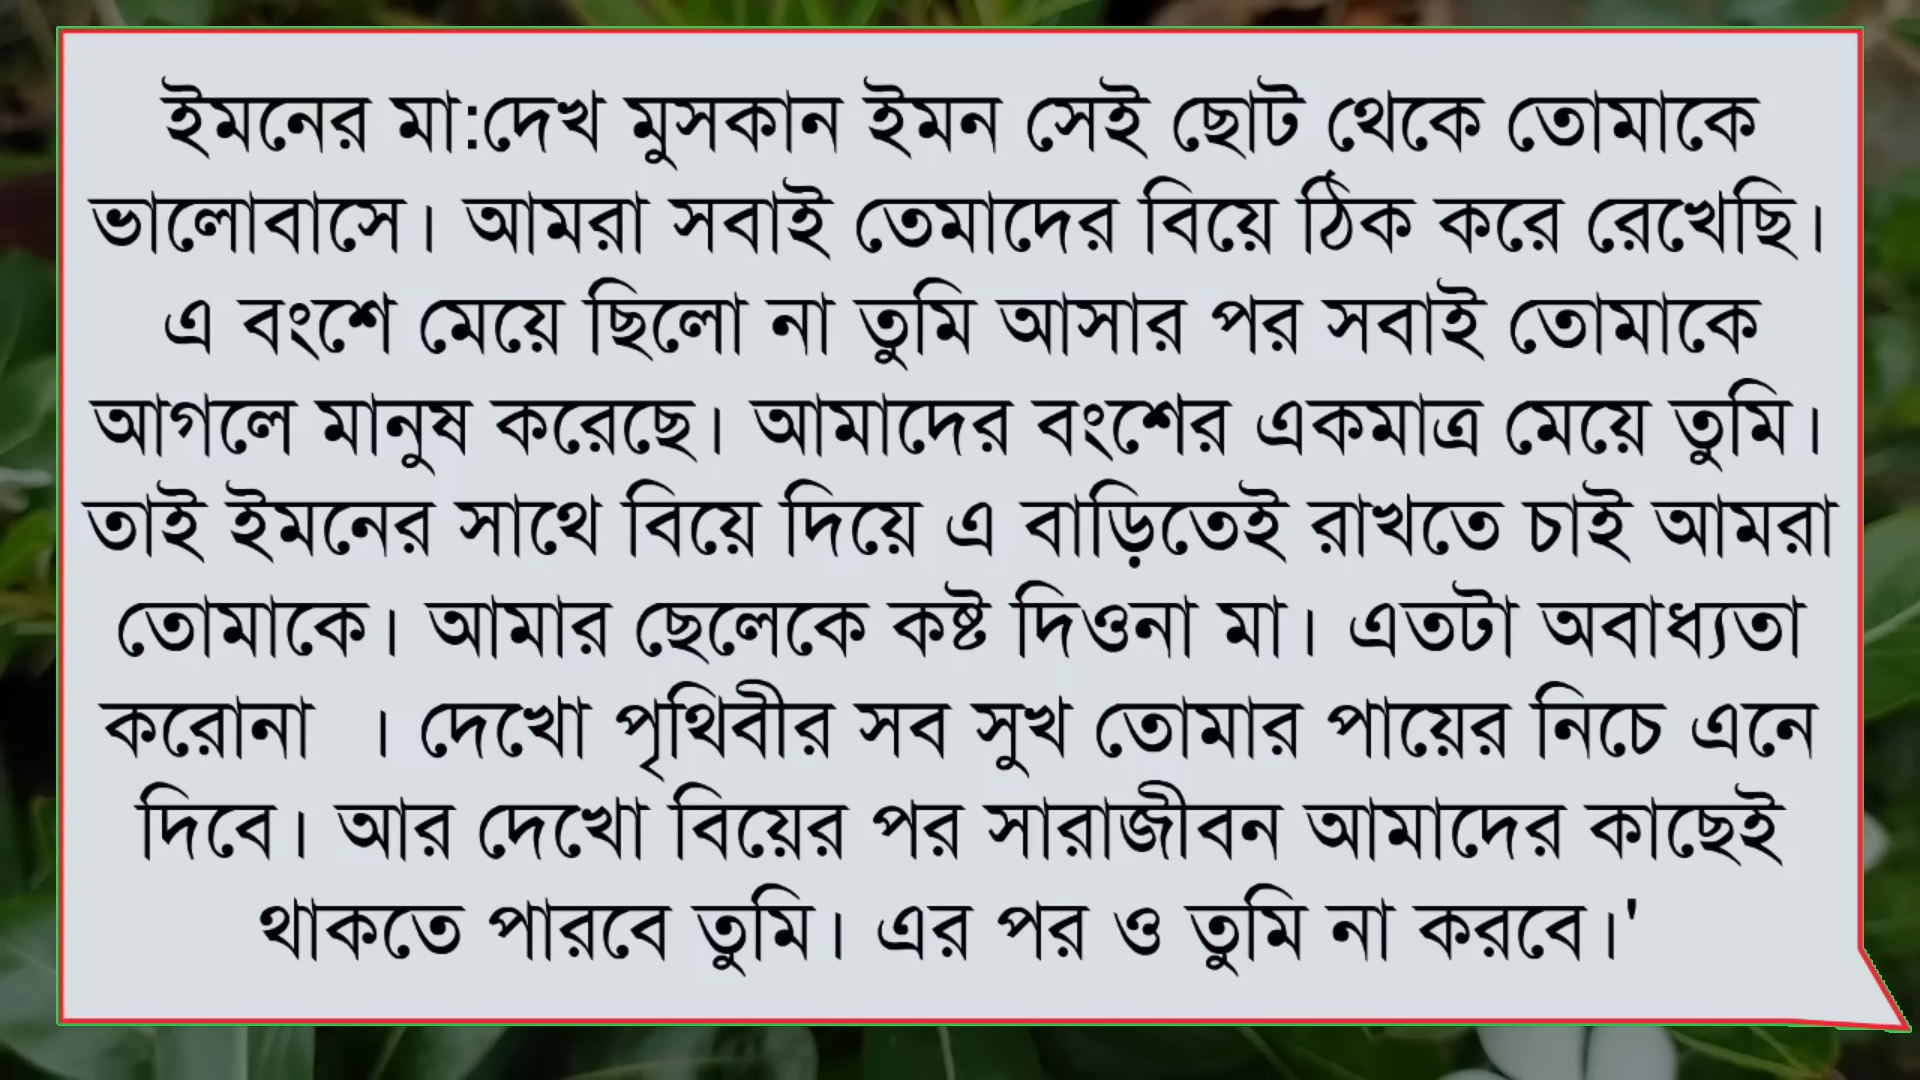 ইমনের মা:দেখ মুসকান ইমন সেই ছোট থেকে তোমাকে
ভালোবাসে। আমরা সবাই তেমাদের বিয়ে ঠিক করে রেখেছি।
এ বংশে মেয়ে ছিলো না তুমি আসার পর সবাই তোমাকে
আগলে মানুষ করেছে। আমাদের বংশের একমাত্র মেয়ে তুমি।
তাই ইমনের সাথে বিয়ে দিয়ে এ বাড়িতেই রাখতে চাই আমরা
তোমাকে। আমার ছেলেকে কষ্ট দিওনা মা। এতটা অবাধ্যতা
করোনা  । দেখো পৃথিবীর সব সুখ তোমার পায়ের নিচে এনে
দিবে। আর দেখো বিয়ের পর সারাজীবন আমাদের কাছেই
থাকতে পারবে তুমি। এর পর ও তুমি না করবে।'